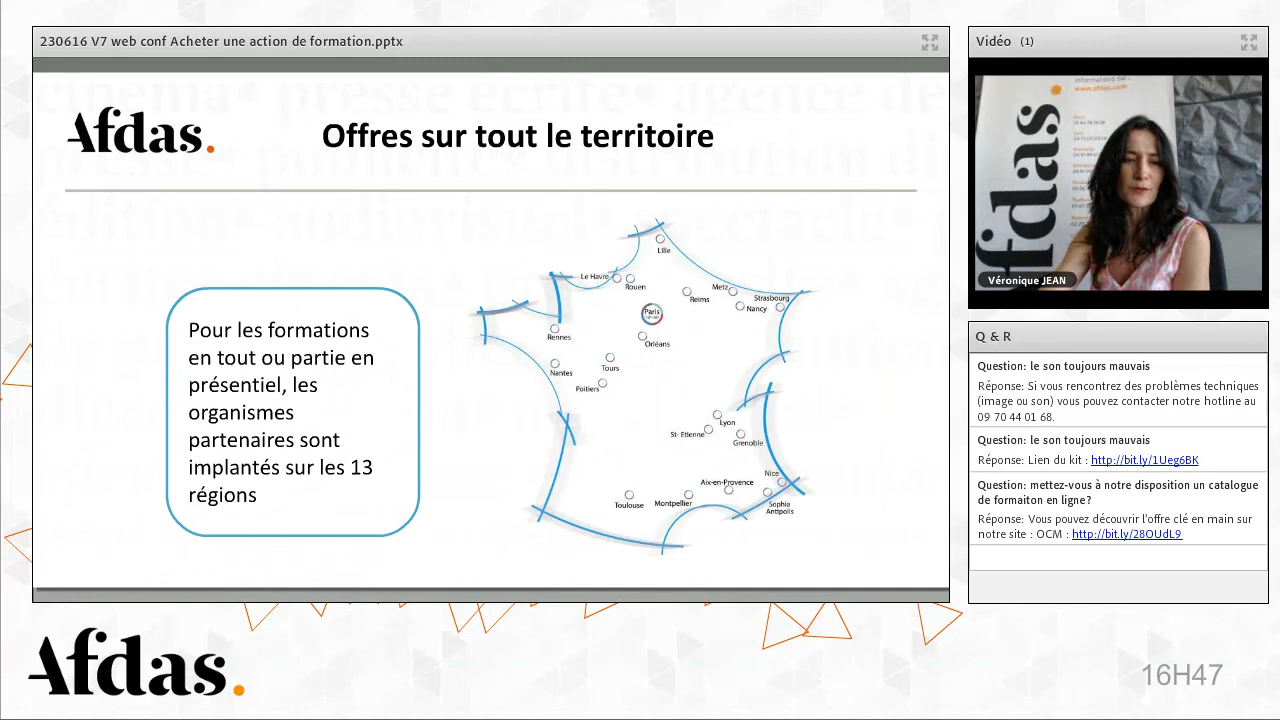 230616 V7 web conf Acheter une action de formation.pptx
Afdas.
Offres sur tout le territoire
Pour les formations
en tout ou partie en
présentiel, les
organismes
partenaires sont
implantés sur les 13
régions
Lille
Le Havre
Rouen
Reims
Metz
Strasbourg
Nancy
Paris
Rennes
Orléans
Nantes
Tours
Poitiers
Lyon
St- Etienne
Grenoble
Nice
Aix-en-Provence
Sophia
Antipolis
Toulouse
Montpellier
Vidéo (1)
informations sur :
www.afdas.com
fdas.
Véronique JEAN
Q & R
Question: le son toujours mauvais
Réponse: Si vous rencontrez des problèmes techniques
(image ou son) vous pouvez contacter notre hotline au
09 70 44 01 68.
Question: le son toujours mauvais
Réponse: Lien du kit : http://bit.ly/1Ueg6BK
Question: mettez-vous à notre disposition un catalogue
de formaiton en ligne?
Réponse: Vous pouvez découvrir l'offre clé en main sur
notre site : OCM : http://bit.ly/28OUdL9
Afdas.
16H47